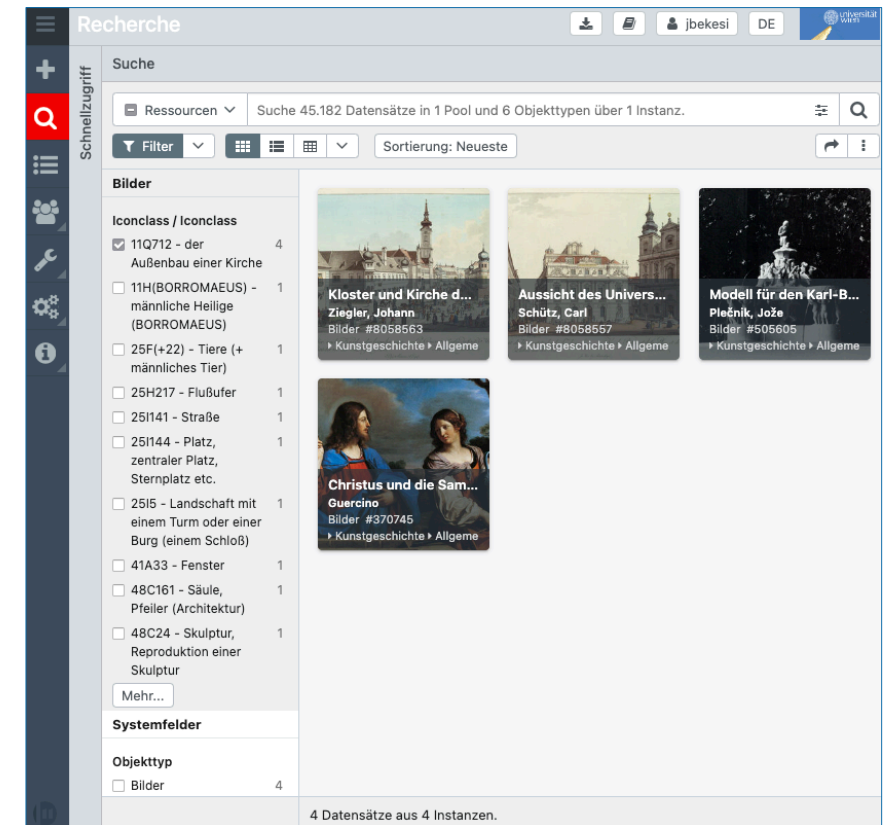 Recherche
jbekesi
DE
universität
wien
Schnellzugriff
Suche
Ressourcen
Suche 45.182 Datensätze in 1 Pool und 6 Objekttypen über 1 Instanz.
Filter
Sortierung: Neueste
Bilder
Iconclass / Iconclass
11Q712 - der 4
Außenbau einer Kirche
11H(BORROMAEUS) - 1
männliche Heilige
(BORROMAEUS)
25F(+22) - Tiere (+ 1
männliches Tier)
25H217 - Flußufer 1
25I141 - Straße 1
25I144 - Platz, 1
zentraler Platz,
Sternplatz etc.
25I5 - Landschaft mit 1
einem Turm oder einer
Burg (einem Schloß)
41A33 - Fenster 1
48C161 - Säule, 1
Pfeiler (Architektur)
48C24 - Skulptur, 1
Reproduktion einer
Skulptur
Mehr...
Systemfelder
Objekttyp
Bilder 4
Kloster und Kirche d...
Ziegler, Johann
Bilder #8058563
Kunstgeschichte Allgeme
Aussicht des Univers...
Schütz, Carl
Bilder #8058557
Kunstgeschichte Allgeme
Modell für den Karl-B...
Plečnik, Jože
Bilder #505605
Kunstgeschichte Allgeme
Christus und die Sam...
Guercino
Bilder #370745
Kunstgeschichte Allgeme
4 Datensätze aus 4 Instanzen.